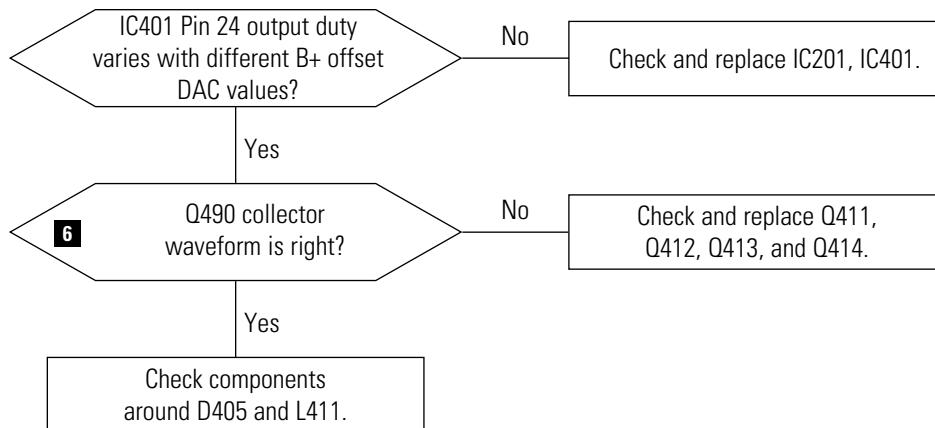 IC401 Pin 24 output duty
varies with different B+ offset
DAC values?
No
Check and replace IC201, IC401.
Yes
6
Q490 collector
waveform is right?
No
Check and replace Q411,
Q412, Q413, and Q414.
Yes
Check components
around D405 and L411.